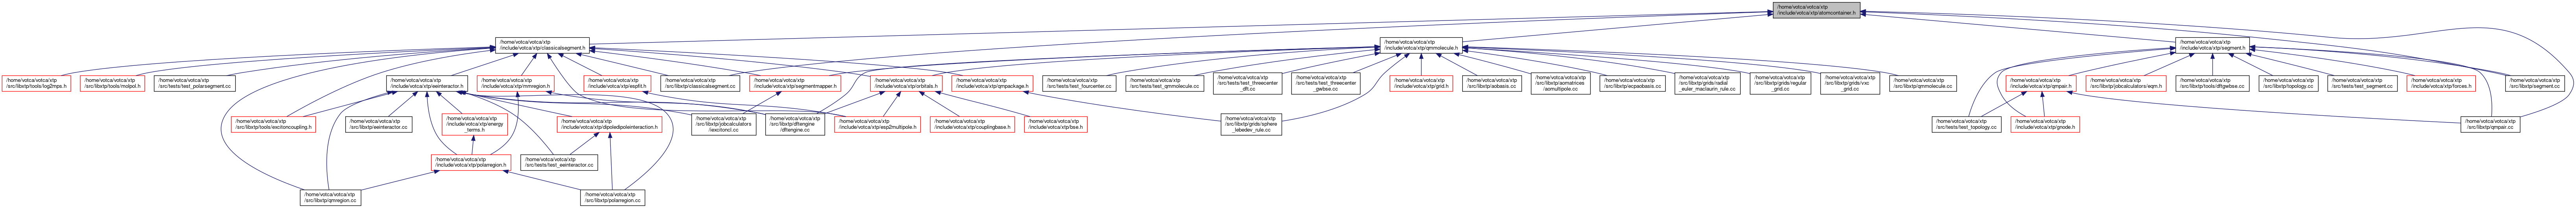 /home/votca/votca/xtp
/include/votca/xtp/atomcontainer.h
/home/votca/votca/xtp
/include/votca/xtp/classicalsegment.h
/home/votca/votca/xtp
/include/votca/xtp/qmmolecule.h
/home/votca/votca/xtp
/include/votca/xtp/segment.h
/home/votca/votca/xtp
/src/libxtp/tools/log2mps.h
/home/votca/votca/xtp
/src/libxtp/tools/molpol.h
/home/votca/votca/xtp
/src/tests/test_polarsegment.cc
/home/votca/votca/xtp
/include/votca/xtp/eeinteractor.h
/home/votca/votca/xtp
/include/votca/xtp/mmregion.h
/home/votca/votca/xtp
/include/votca/xtp/espfit.h
/home/votca/votca/xtp
/src/libxtp/classicalsegment.cc
/home/votca/votca/xtp
/include/votca/xtp/segmentmapper.h
/home/votca/votca/xtp
/include/votca/xtp/orbitals.h
/home/votca/votca/xtp
/include/votca/xtp/qmpackage.h
/home/votca/votca/xtp
/src/tests/test_fourcenter.cc
/home/votca/votca/xtp
/src/tests/test_qmmolecule.cc
/home/votca/votca/xtp
/src/tests/test_threecenter
_dft.cc
/home/votca/votca/xtp
/src/tests/test_threecenter
_gwbse.cc
/home/votca/votca/xtp
/include/votca/xtp/grid.h
/home/votca/votca/xtp
/src/libxtp/aobasis.cc
/home/votca/votca/xtp
/src/libxtp/aomatrices
/aomultipole.cc
/home/votca/votca/xtp
/src/libxtp/ecpaobasis.cc
/home/votca/votca/xtp
/src/libxtp/grids/radial
_euler_maclaurin_rule.cc
/home/votca/votca/xtp
/src/libxtp/grids/regular
_grid.cc
/home/votca/votca/xtp
/src/libxtp/grids/vxc
_grid.cc
/home/votca/votca/xtp
/src/libxtp/qmmolecule.cc
/home/votca/votca/xtp
/include/votca/xtp/qmpair.h
/home/votca/votca/xtp
/src/libxtp/jobcalculators/eqm.h
/home/votca/votca/xtp
/src/libxtp/tools/dftgwbse.cc
/home/votca/votca/xtp
/src/libxtp/topology.cc
/home/votca/votca/xtp
/src/tests/test_segment.cc
/home/votca/votca/xtp
/include/votca/xtp/forces.h
/home/votca/votca/xtp
/src/libxtp/segment.cc
/home/votca/votca/xtp
/src/libxtp/tools/excitoncoupling.h
/home/votca/votca/xtp
/src/libxtp/eeinteractor.cc
/home/votca/votca/xtp
/include/votca/xtp/energy
_terms.h
/home/votca/votca/xtp
/include/votca/xtp/dipoledipoleinteraction.h
/home/votca/votca/xtp
/src/libxtp/jobcalculators
/iexcitoncl.cc
/home/votca/votca/xtp
/src/libxtp/dftengine
/dftengine.cc
/home/votca/votca/xtp
/include/votca/xtp/esp2multipole.h
/home/votca/votca/xtp
/include/votca/xtp/couplingbase.h
/home/votca/votca/xtp
/include/votca/xtp/bse.h
/home/votca/votca/xtp
/src/libxtp/grids/sphere
_lebedev_rule.cc
/home/votca/votca/xtp
/src/tests/test_topology.cc
/home/votca/votca/xtp
/include/votca/xtp/gnode.h
/home/votca/votca/xtp
/src/libxtp/qmpair.cc
/home/votca/votca/xtp
/include/votca/xtp/polarregion.h
/home/votca/votca/xtp
/src/tests/test_eeinteractor.cc
/home/votca/votca/xtp
/src/libxtp/qmregion.cc
/home/votca/votca/xtp
/src/libxtp/polarregion.cc